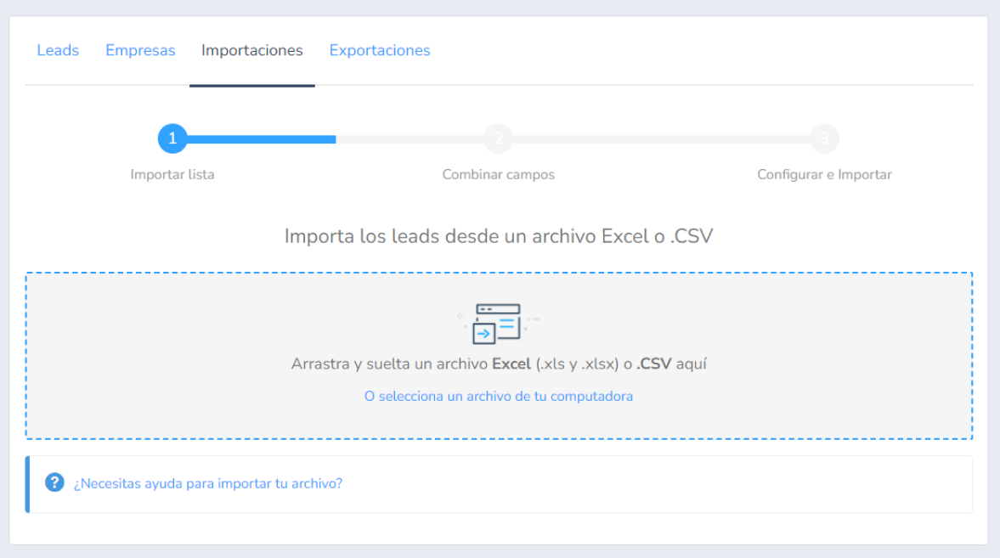 Leads Empresas Importaciones Exportaciones
1 2 3
Importar lista Combinar campos Configurar e Importar
Importa los leads desde un archivo Excel o .CSV
Arrastra y suelta un archivo Excel (.xls y .xlsx) o .CSV aquí
O selecciona un archivo de tu computadora
? ¿Necesitas ayuda para importar tu archivo?